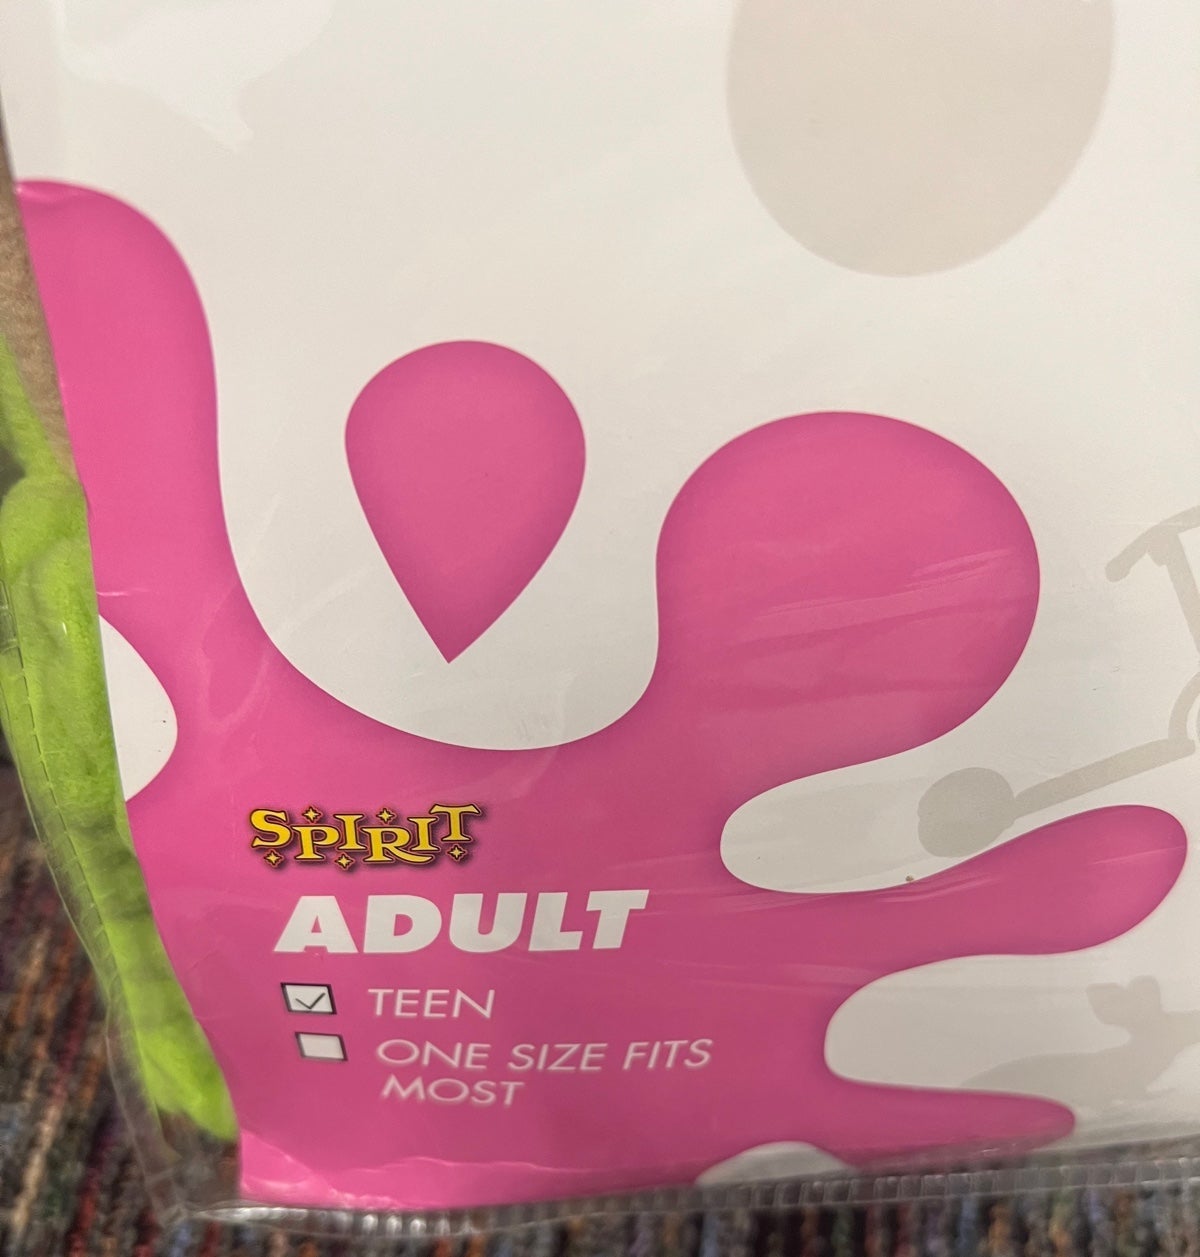 SPIRIT
ADULT
TEEN
ONE SIZE FITS
MOST